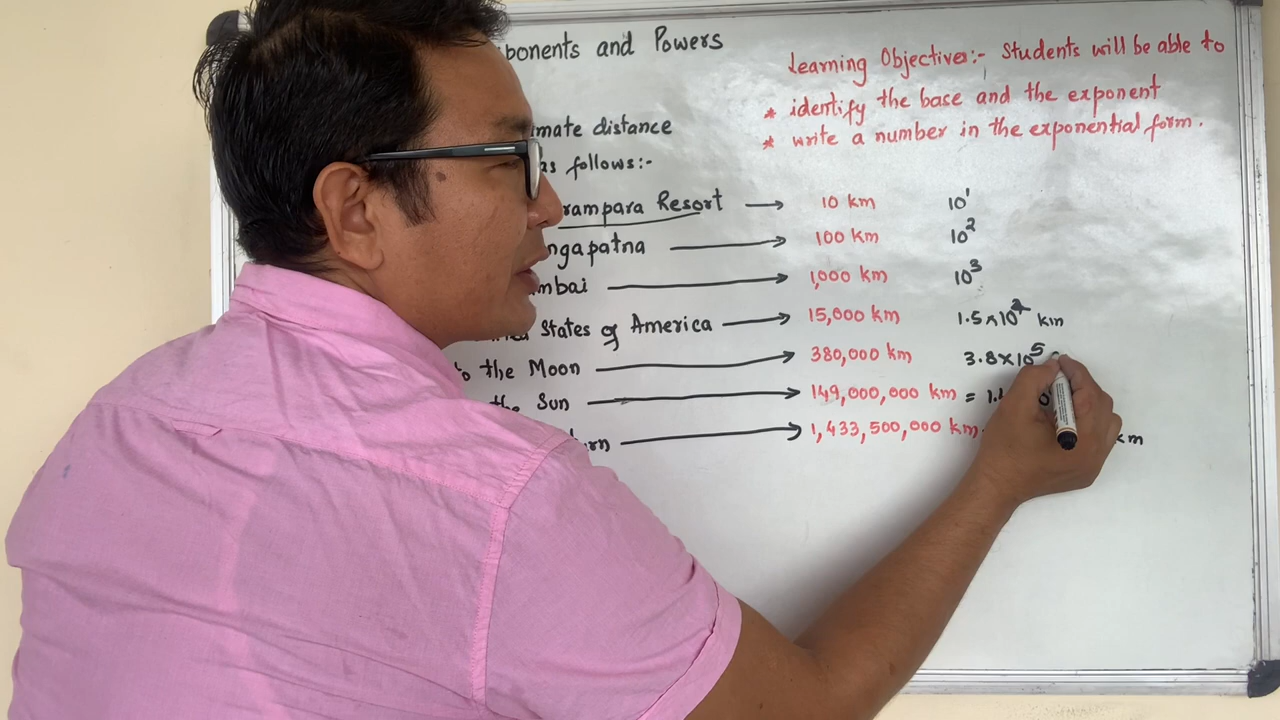 ponents and Powers
Learning Objectives:- Students will be able to
* identify the base and the exponent
* write a number in the exponential form.
mate distance
as follows:-
rampara Resort → 10 km 10¹
ngapatna → 100 km 10²
mbai → 1,000 km 10³
States of America → 15,000 km 1.5×10² km
to the Moon → 380,000 km 3.8×10⁵
the Sun → 149,000,000 km =
rn → 1,433,500,000 km. km